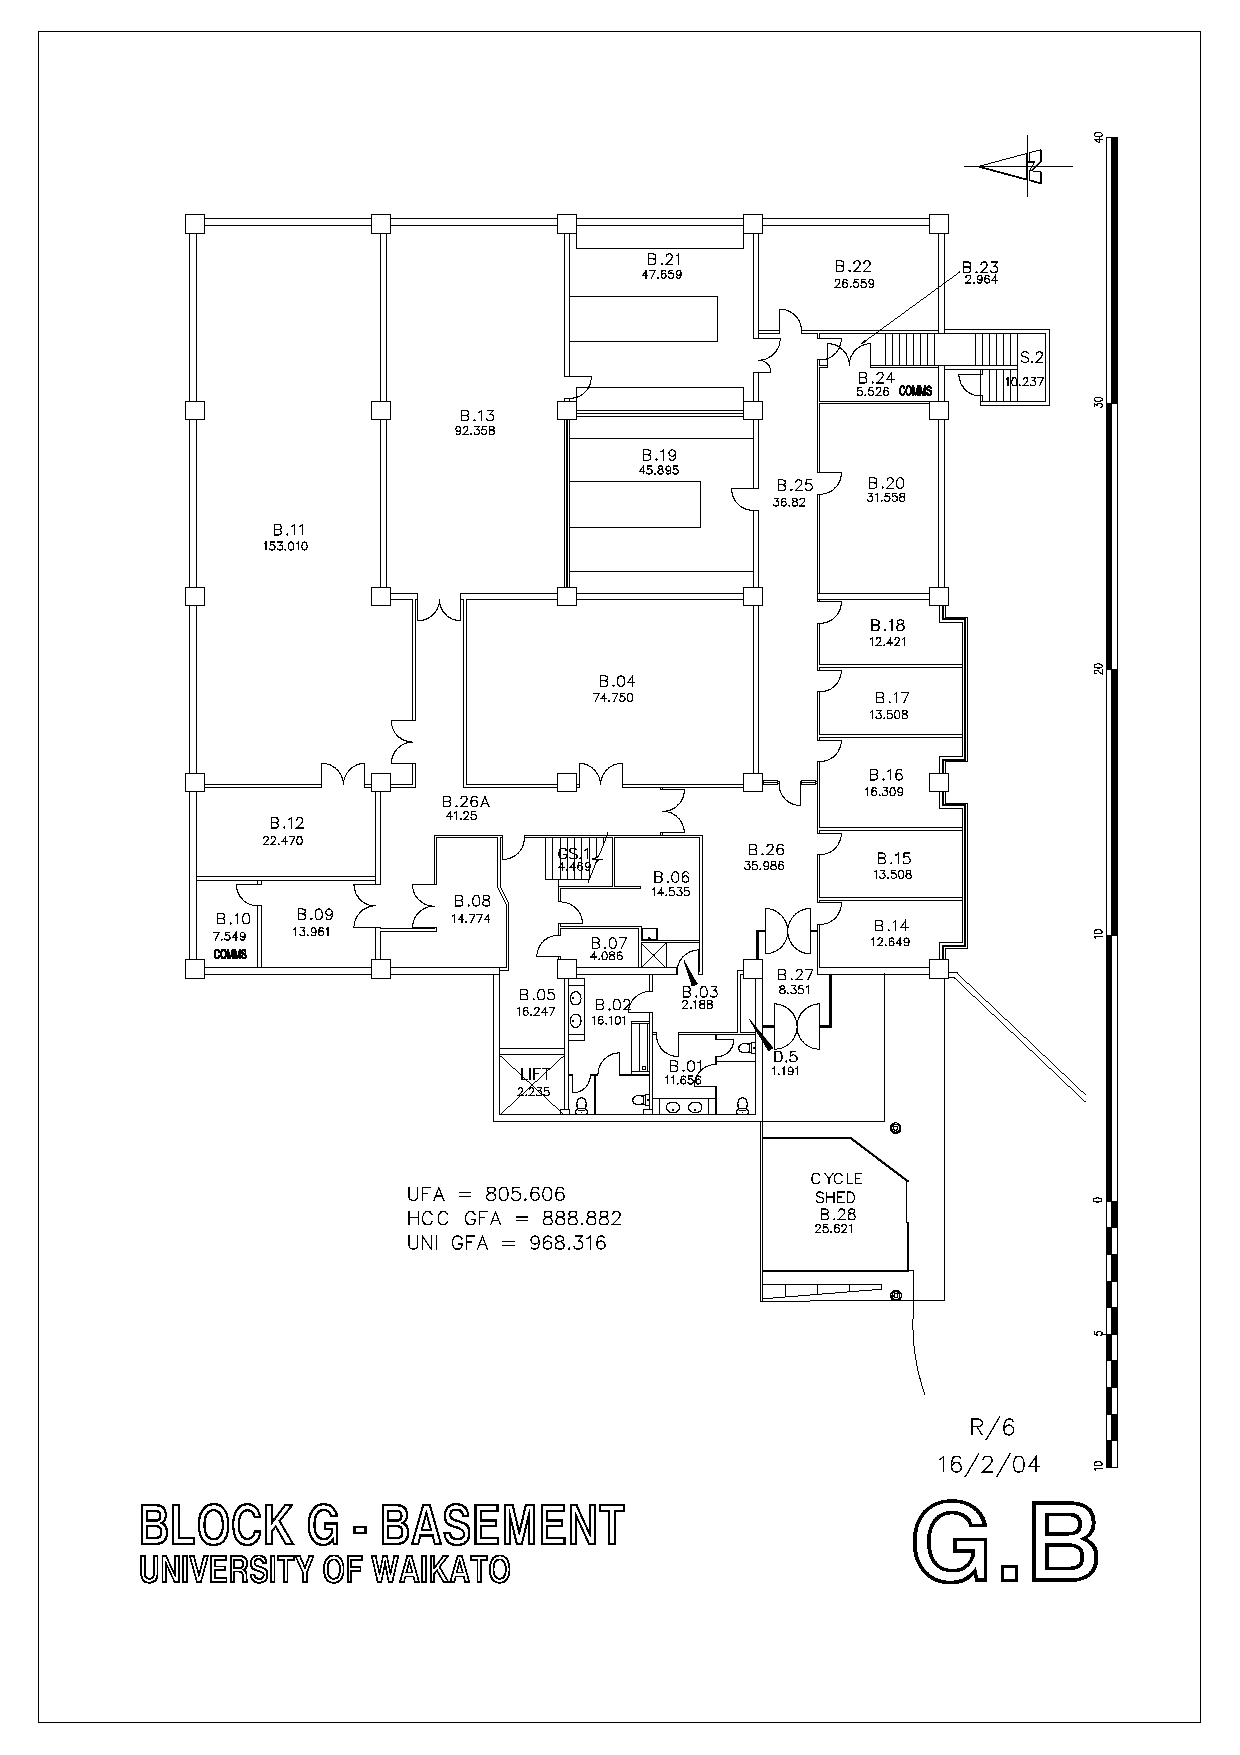 40
N
B.21
47.659
B.22
26.559
B.23
2.964
S.2
10.237
B.24
5.526 COMMS
30
B.13
92.358
B.19
45.895
B.25
36.82
B.20
31.558
B.11
153.010
B.18
12.421
B.04
74.750
B.17
13.508
20
B.16
16.309
B.26A
41.25
B.12
22.470
GS.1
4.469
B.26
35.986
B.15
13.508
B.06
14.535
B.08
14.774
B.10
7.549
COMMS
B.09
13.961
B.14
12.649
10
B.07
4.086
B.27
8.351
B.05
16.247
B.02
16.101
B.03
2.188
D.5
1.191
LIFT
2.235
B.01
11.656
CYCLE
SHED
B.28
25.621
0
UFA = 805.606
HCC GFA = 888.882
UNI GFA = 968.316
5
R/6
16/2/04
10
BLOCK G - BASEMENT
UNIVERSITY OF WAIKATO
G.B